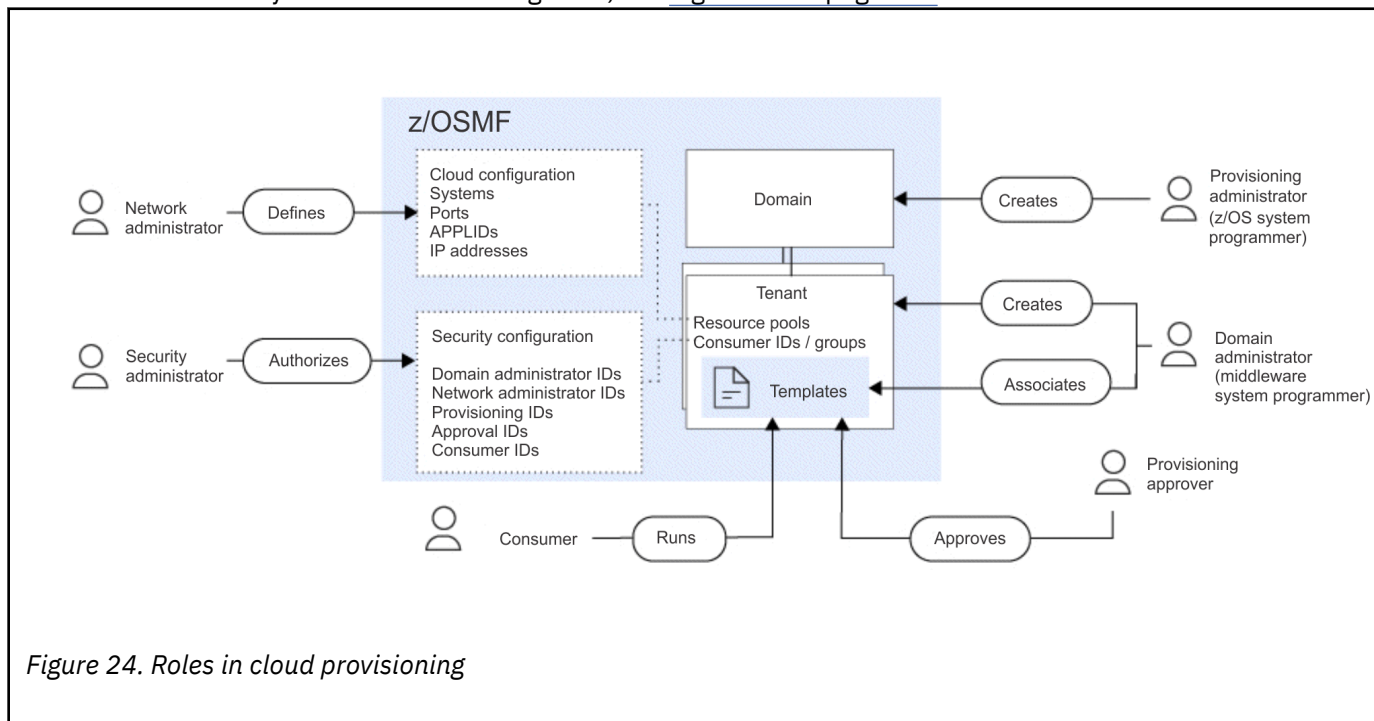 z/OSMF
Network
administrator
Defines
Cloud configuration
Systems
Ports
APPLIDs
IP addresses
Domain
Creates
Provisioning
administrator
(z/OS system
programmer)
Security
administrator
Authorizes
Security configuration
Domain administrator IDs
Network administrator IDs
Provisioning IDs
Approval IDs
Consumer IDs
Tenant
Resource pools
Consumer IDs / groups
Templates
Creates
Associates
Domain
administrator
(middleware
system programmer)
Consumer
Runs
Approves
Provisioning
approver
Figure 24. Roles in cloud provisioning